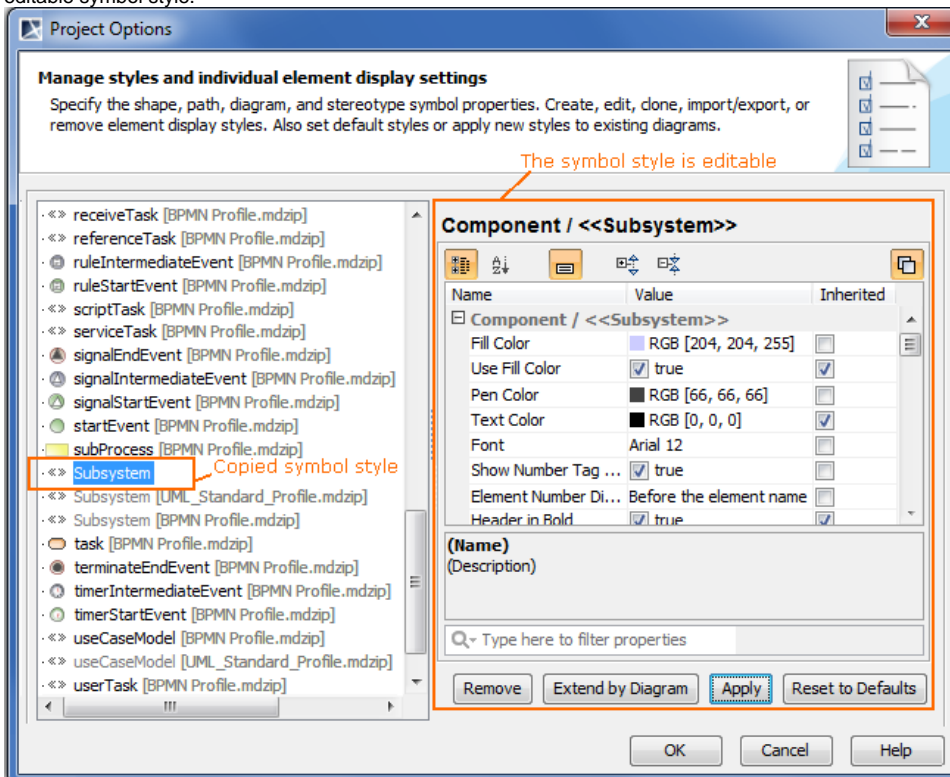 editable symbol style.
Project Options
Manage styles and individual element display settings
Specify the shape, path, diagram, and stereotype symbol properties. Create, edit, clone, import/export, or
remove element display styles. Also set default styles or apply new styles to existing diagrams.
The symbol style is editable
«» receiveTask [BPMN Profile.mdzip]
«» referenceTask [BPMN Profile.mdzip]
ruleIntermediateEvent [BPMN Profile.mdzip]
ruleStartEvent [BPMN Profile.mdzip]
«» scriptTask [BPMN Profile.mdzip]
«» serviceTask [BPMN Profile.mdzip]
signalEndEvent [BPMN Profile.mdzip]
signalIntermediateEvent [BPMN Profile.mdzip]
signalStartEvent [BPMN Profile.mdzip]
startEvent [BPMN Profile.mdzip]
subProcess [BPMN Profile.mdzip]
«» Subsystem
Copied symbol style
«» Subsystem [UML_Standard_Profile.mdzip]
«» Subsystem [BPMN Profile.mdzip]
task [BPMN Profile.mdzip]
terminateEndEvent [BPMN Profile.mdzip]
timerIntermediateEvent [BPMN Profile.mdzip]
timerStartEvent [BPMN Profile.mdzip]
«» useCaseModel [BPMN Profile.mdzip]
«» useCaseModel [UML_Standard_Profile.mdzip]
«» userTask [BPMN Profile.mdzip]
Component / <<Subsystem>>
Name Value Inherited
Component / <<Subsystem>>
Fill Color RGB [204, 204, 255]
Use Fill Color true
Pen Color RGB [66, 66, 66]
Text Color RGB [0, 0, 0]
Font Arial 12
Show Number Tag ... true
Element Number Di... Before the element name
Header in Bold true
(Name)
(Description)
Type here to filter properties
Remove Extend by Diagram Apply Reset to Defaults
OK Cancel Help